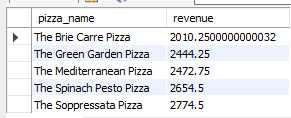 pizza_name revenue
The Brie Carre Pizza 2010.2500000000032
The Green Garden Pizza 2444.25
The Mediterranean Pizza 2472.75
The Spinach Pesto Pizza 2654.5
The Soppressata Pizza 2774.5